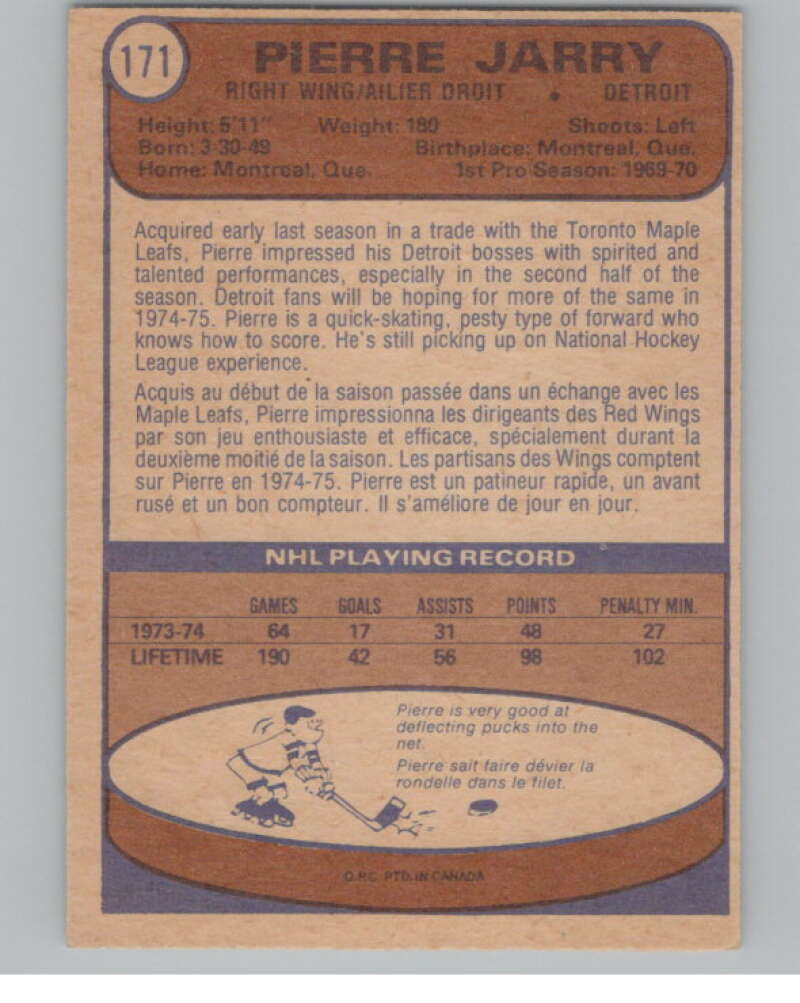 171
PIERRE JARRY
RIGHT WING/AILIER DROIT • DETROIT
Height: 5'11" Weight: 180 Shoots: Left
Born: 3-30-49 Birthplace: Montreal, Que.
Home: Montreal, Que. 1st Pro Season: 1969-70
Acquired early last season in a trade with the Toronto Maple
Leafs, Pierre impressed his Detroit bosses with spirited and
talented performances, especially in the second half of the
season. Detroit fans will be hoping for more of the same in
1974-75. Pierre is a quick-skating, pesty type of forward who
knows how to score. He's still picking up on National Hockey
League experience.
Acquis au début de la saison passée dans un échange avec les
Maple Leafs, Pierre impressionna les dirigeants des Red Wings
par son jeu enthousiaste et efficace, spécialement durant la
deuxième moitié de la saison. Les partisans des Wings comptent
sur Pierre en 1974-75. Pierre est un patineur rapide, un avant
rusé et un bon compteur. Il s'améliore de jour en jour.
NHL PLAYING RECORD
GAMES GOALS ASSISTS POINTS PENALTY MIN.
1973-74 64 17 31 48 27
LIFETIME 190 42 56 98 102
Pierre is very good at
deflecting pucks into the
net.
Pierre sait faire dévier la
rondelle dans le filet.
O.P.C. PTD. IN CANADA